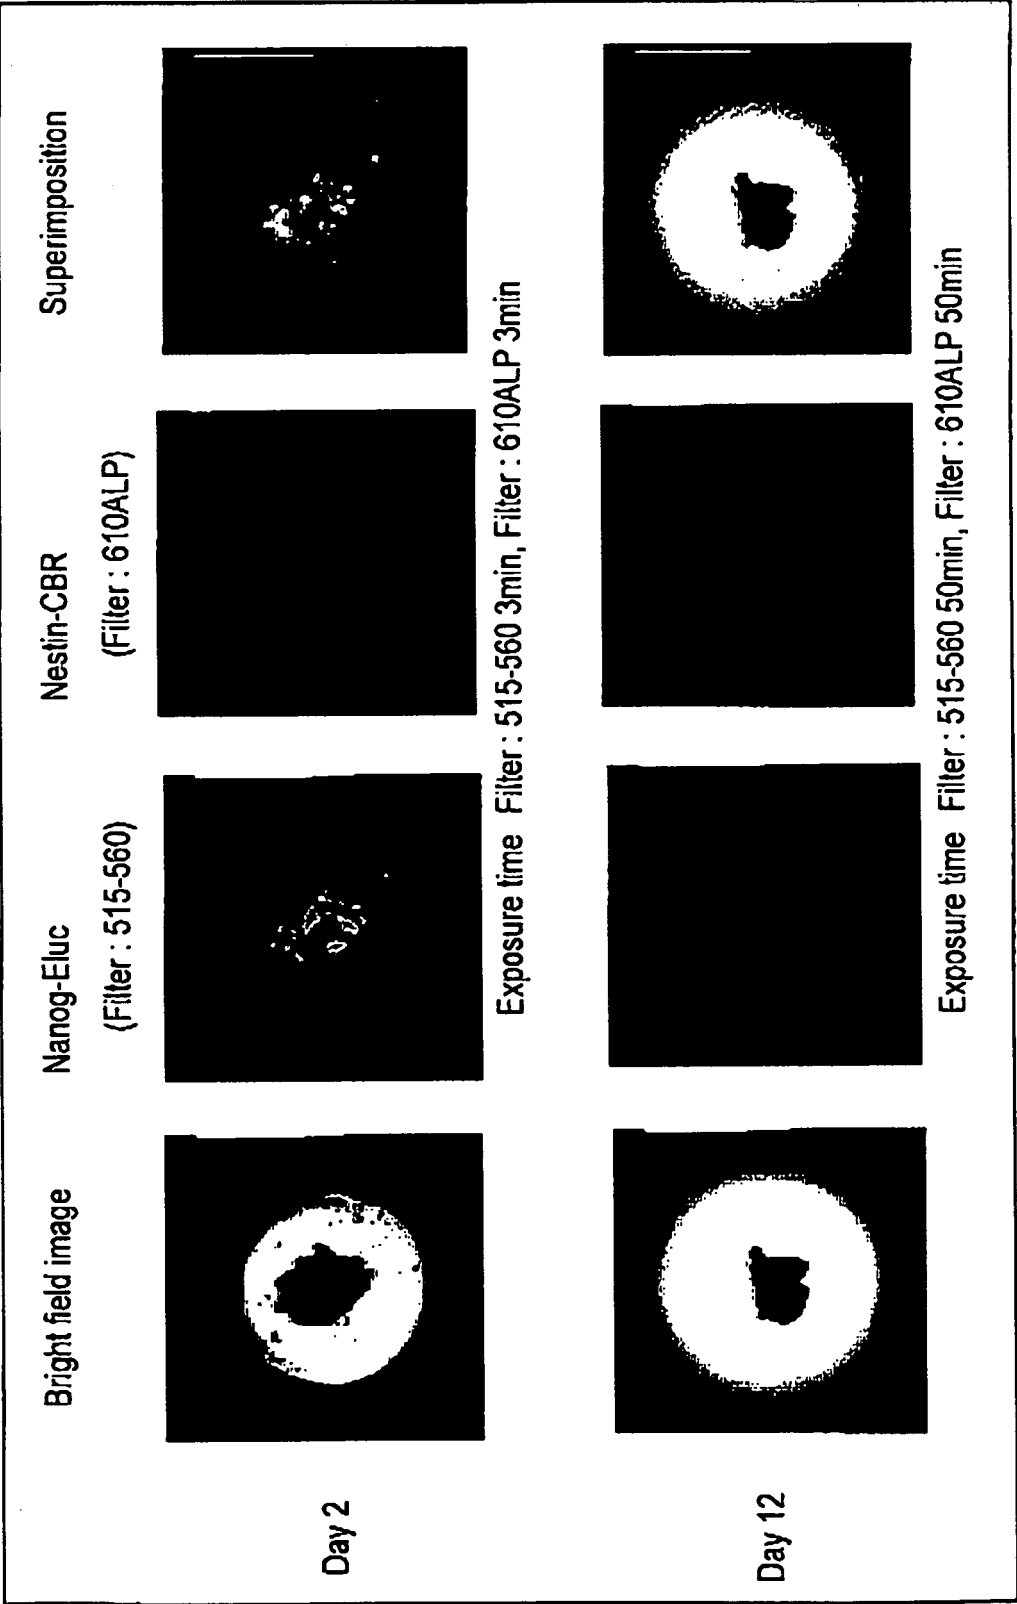 Bright field image
Nanog-Eluc
(Filter : 515-560)
Nestin-CBR
(Filter : 610ALP)
Superimposition
Day 2
Exposure time Filter : 515-560 3min, Filter : 610ALP 3min
Day 12
Exposure time Filter : 515-560 50min, Filter : 610ALP 50min